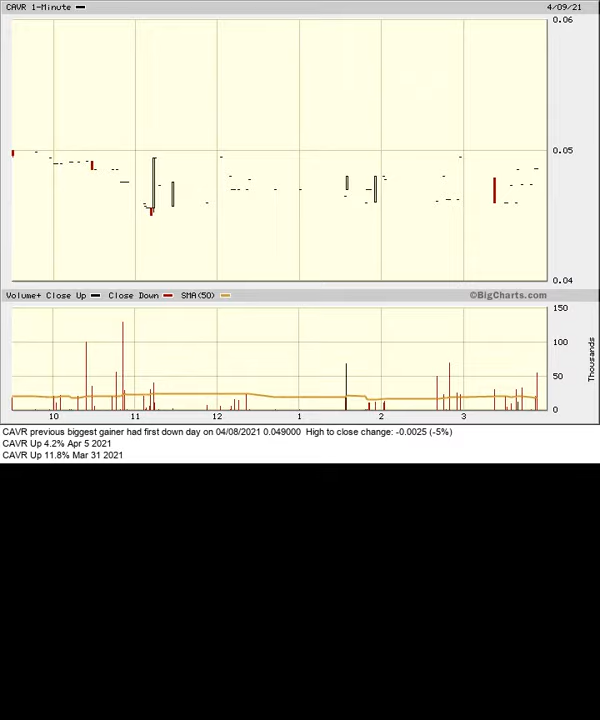 CAVR 1-Minute 4/09/21
0.06
0.05
0.04
Volume+ Close Up Close Down SMA(50) ©BigCharts.com
150
100
50
0
Thousands
10 11 12 1 2 3
CAVR previous biggest gainer had first down day on 04/08/2021 0.049000 High to close change: -0.0025 (-5%)
CAVR Up 4.2% Apr 5 2021
CAVR Up 11.8% Mar 31 2021